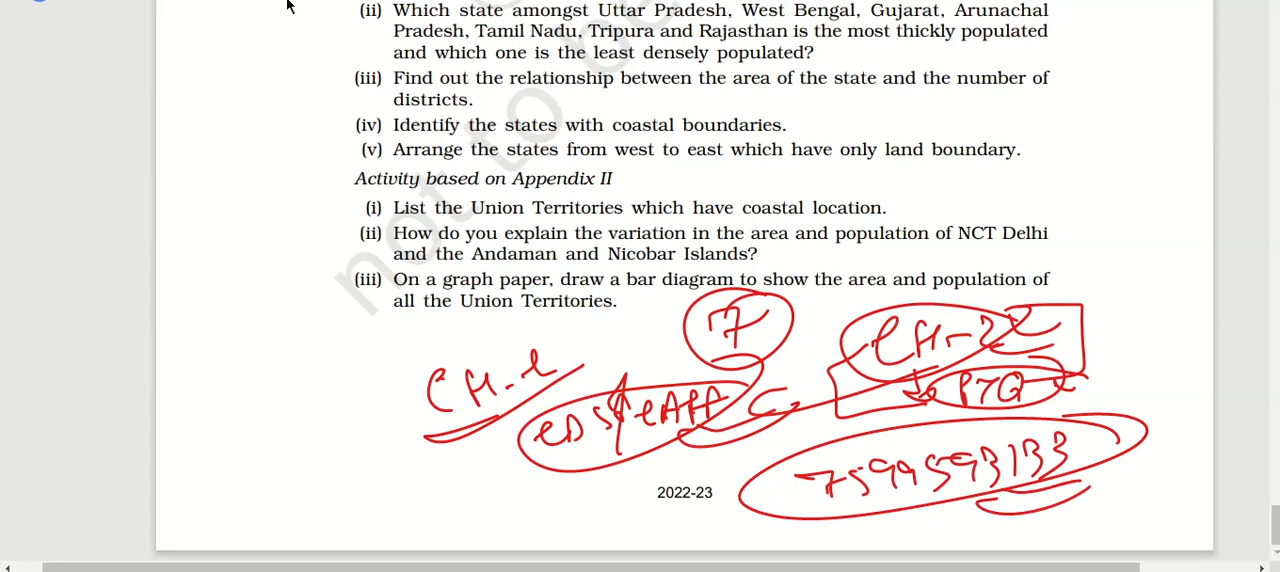 (ii) Which state amongst Uttar Pradesh, West Bengal, Gujarat, Arunachal
Pradesh, Tamil Nadu, Tripura and Rajasthan is the most thickly populated
and which one is the least densely populated?
(iii) Find out the relationship between the area of the state and the number of
districts.
(iv) Identify the states with coastal boundaries.
(v) Arrange the states from west to east which have only land boundary.
Activity based on Appendix II
(i) List the Union Territories which have coastal location.
(ii) How do you explain the variation in the area and population of NCT Delhi
and the Andaman and Nicobar Islands?
(iii) On a graph paper, draw a bar diagram to show the area and population of
all the Union Territories.
not to be
7
CH-2
CH-1
PYQ
7599593133
2022-23